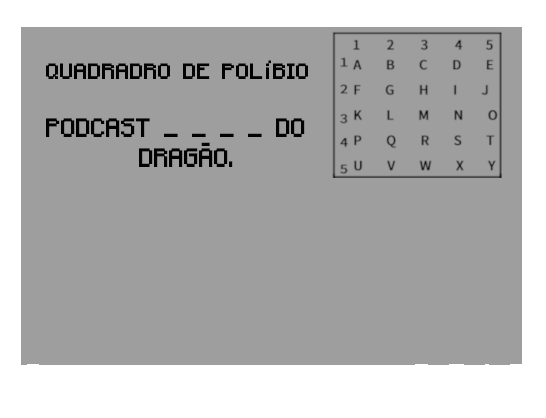 QUADRADRO DE POLÍBIO
PODCAST _ _ _ _ DO
DRAGÃO.
1 2 3 4 5
1 A B C D E
2 F G H I J
3 K L M N O
4 P Q R S T
5 U V W X Y